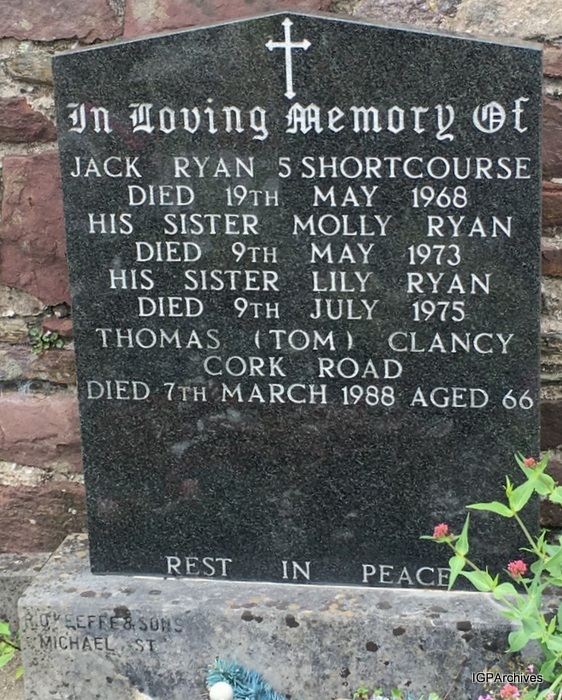 In Loving Memory Of
JACK RYAN 5 SHORTCOURSE
DIED 19TH MAY 1968
HIS SISTER MOLLY RYAN
DIED 9TH MAY 1973
HIS SISTER LILY RYAN
DIED 9TH JULY 1975
THOMAS (TOM) CLANCY
CORK ROAD
DIED 7TH MARCH 1988 AGED 66
REST IN PEACE
O'KEEFFE & SONS
MICHAEL ST
IGPArchives